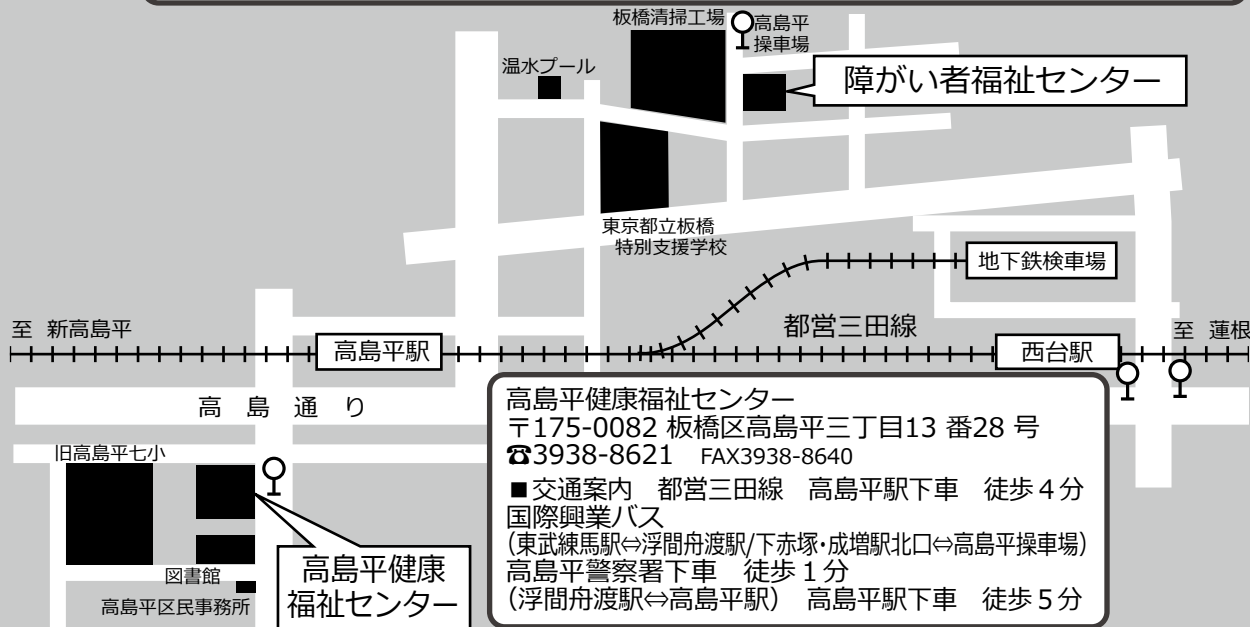 板橋清掃工場
高島平
操車場
温水プール
障がい者福祉センター
東京都立板橋
特別支援学校
地下鉄検車場
至 新高島平
高島平駅
都営三田線
西台駅
至 蓮根
高 島 通 り
旧高島平七小
図書館
高島平区民事務所
高島平健康
福祉センター
高島平健康福祉センター
〒175-0082 板橋区高島平三丁目13 番28 号
☎3938-8621 FAX3938-8640
■交通案内 都営三田線 高島平駅下車 徒歩4分
国際興業バス
(東武練馬駅⇔浮間舟渡駅/下赤塚・成増駅北口⇔高島平操車場)
高島平警察署下車 徒歩1分
(浮間舟渡駅⇔高島平駅) 高島平駅下車 徒歩5分